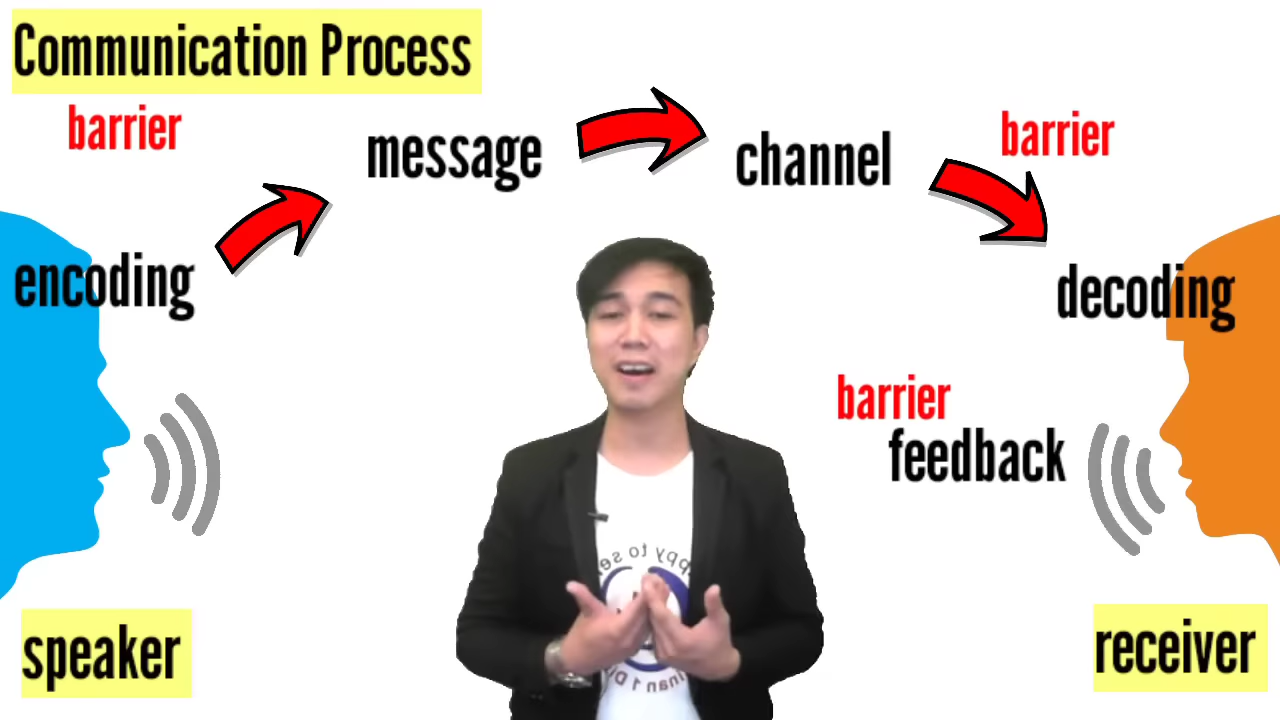 Communication Process
barrier
message
channel
barrier
encoding
decoding
barrier
feedback
speaker
receiver